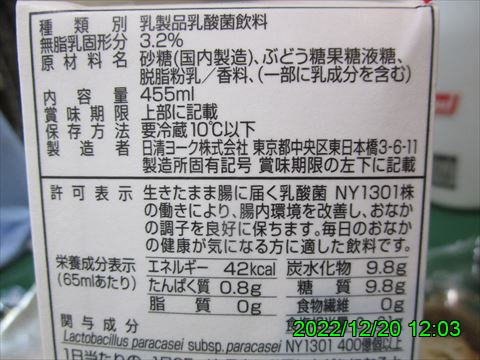 種類別 乳製品乳酸菌飲料
無脂乳固形分 3.2%
原材料名 砂糖(国内製造)、ぶどう糖果糖液糖、
脱脂粉乳／香料、(一部に乳成分を含む)
内容量 455ml
賞味期限 上部に記載
保存方法 要冷蔵10℃以下
製造者 日清ヨーク株式会社 東京都中央区東日本橋3-6-11
製造所固有記号 賞味期限の左下に記載
許可表示 生きたまま腸に届く乳酸菌 NY1301株
の働きにより、腸内環境を改善し、おなか
の調子を良好に保ちます。毎日のおなか
の健康が気になる方に適した飲料です。
栄養成分表示 エネルギー 42kcal 炭水化物 9.8g
(65mlあたり) たんぱく質 0.8g 糖質 9.8g
脂質 0g 食物繊維 0g
関与成分
Lactobacillus paracasei subsp. paracasei NY1301 400億個以上
1日当たりの
2022/12/20 12:03